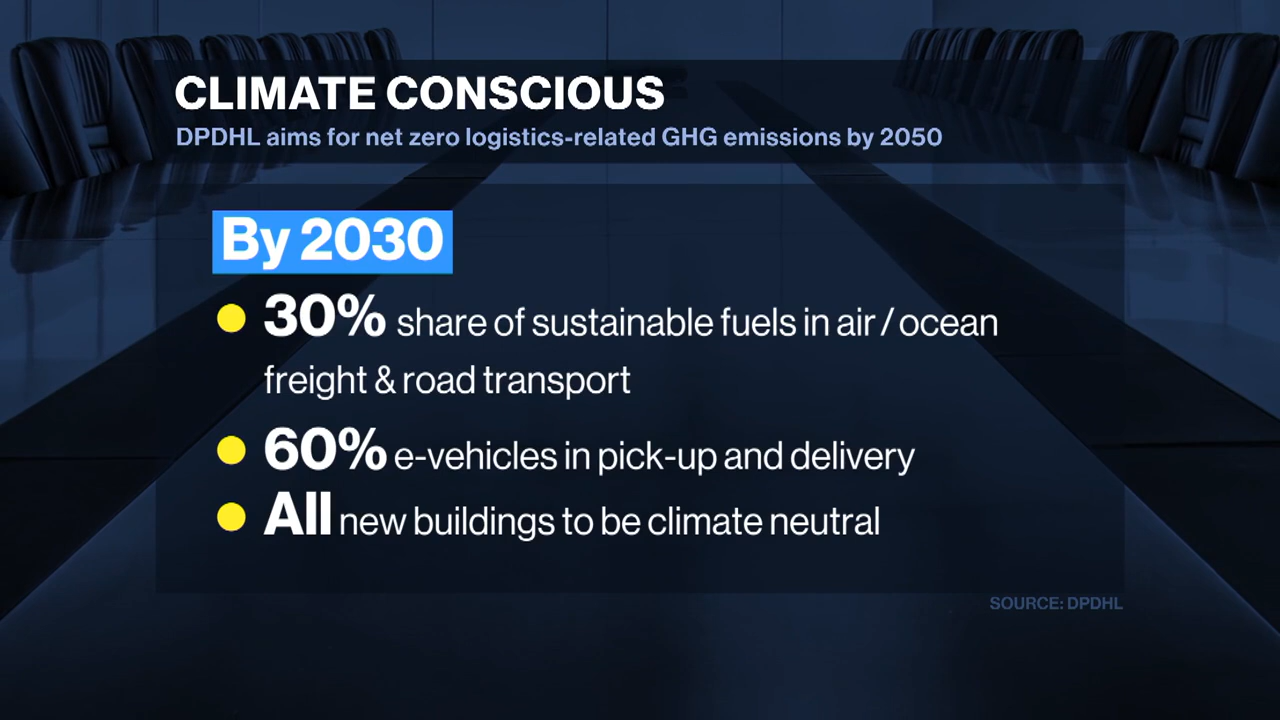 CLIMATE CONSCIOUS
DPDHL aims for net zero logistics-related GHG emissions by 2050
By 2030
30% share of sustainable fuels in air / ocean
freight & road transport
60% e-vehicles in pick-up and delivery
All new buildings to be climate neutral
SOURCE: DPDHL